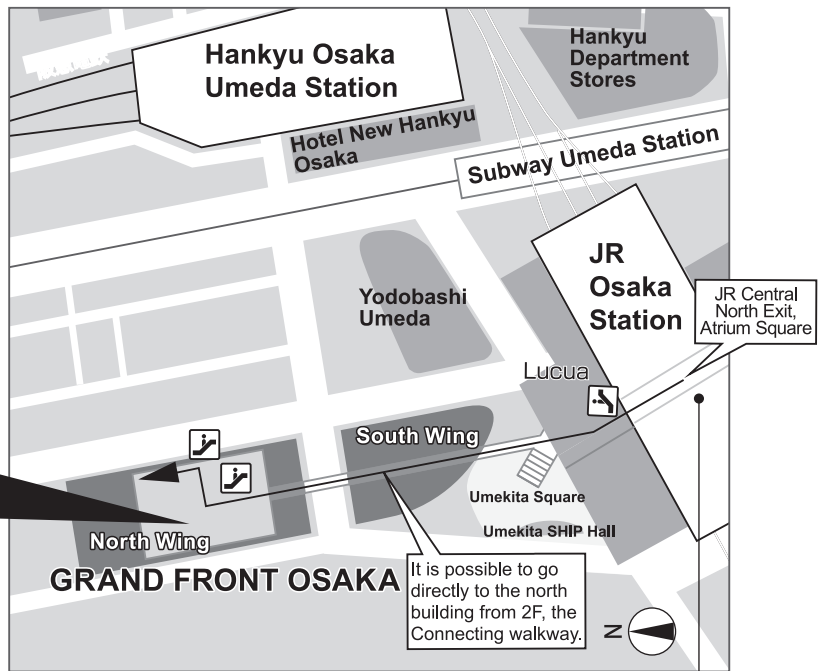 Hankyu Osaka
Umeda Station
Hankyu
Department
Stores
Hotel New Hankyu
Osaka
Subway Umeda Station
JR
Osaka
Station
JR Central
North Exit,
Atrium Square
Yodobashi
Umeda
Lucua
South Wing
Umekita Square
Umekita SHIP Hall
North Wing
GRAND FRONT OSAKA
It is possible to go
directly to the north
building from 2F, the
Connecting walkway.
N